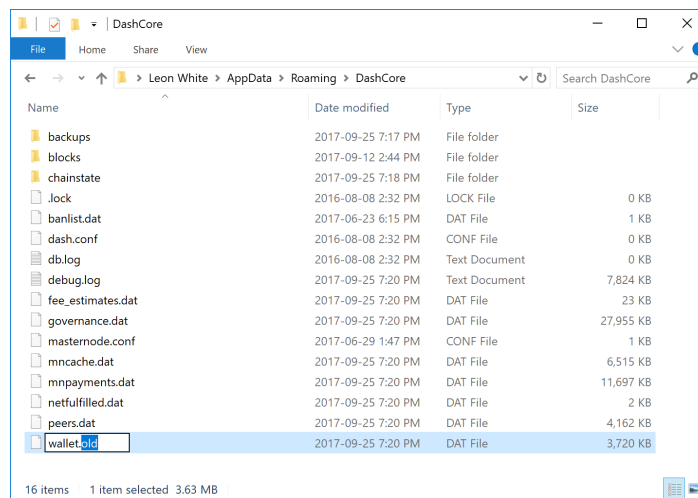 DashCore
File Home Share View
Leon White > AppData > Roaming > DashCore Search DashCore
Name Date modified Type Size
backups 2017-09-25 7:17 PM File folder
blocks 2017-09-12 2:44 PM File folder
chainstate 2017-09-25 7:18 PM File folder
.lock 2016-08-08 2:32 PM LOCK File 0 KB
banlist.dat 2017-06-23 6:15 PM DAT File 1 KB
dash.conf 2016-08-08 2:32 PM CONF File 0 KB
db.log 2016-08-08 2:32 PM Text Document 0 KB
debug.log 2017-09-25 7:20 PM Text Document 7,824 KB
fee_estimates.dat 2017-09-25 7:20 PM DAT File 23 KB
governance.dat 2017-09-25 7:20 PM DAT File 27,955 KB
masternode.conf 2017-06-29 1:47 PM CONF File 1 KB
mncache.dat 2017-09-25 7:20 PM DAT File 6,515 KB
mnpayments.dat 2017-09-25 7:20 PM DAT File 11,697 KB
netfulfilled.dat 2017-09-25 7:20 PM DAT File 2 KB
peers.dat 2017-09-25 7:20 PM DAT File 4,162 KB
wallet.old 2017-09-25 7:20 PM DAT File 3,720 KB
16 items 1 item selected 3.63 MB